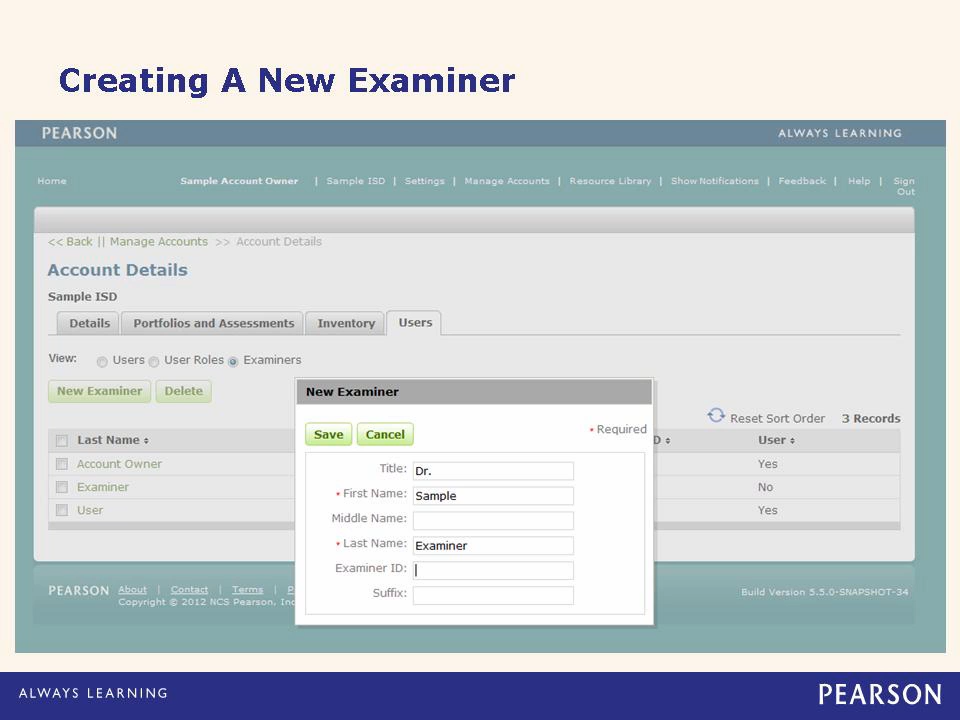 Creating A New Examiner
PEARSON ALWAYS LEARNING
Home Sample Account Owner | Sample ISD | Settings | Manage Accounts | Resource Library | Show Notifications | Feedback | Help | Sign Out
<< Back || Manage Accounts >> Account Details
Account Details
Sample ISD
Details Portfolios and Assessments Inventory Users
View: Users User Roles Examiners
New Examiner Delete
Reset Sort Order 3 Records
Last Name D User
Account Owner Yes
Examiner No
User Yes
New Examiner
Save Cancel * Required
Title: Dr.
* First Name: Sample
Middle Name:
* Last Name: Examiner
Examiner ID:
Suffix:
PEARSON About | Contact | Terms | P
Copyright © 2012 NCS Pearson, Inc
Build Version 5.5.0-SNAPSHOT-34
ALWAYS LEARNING PEARSON